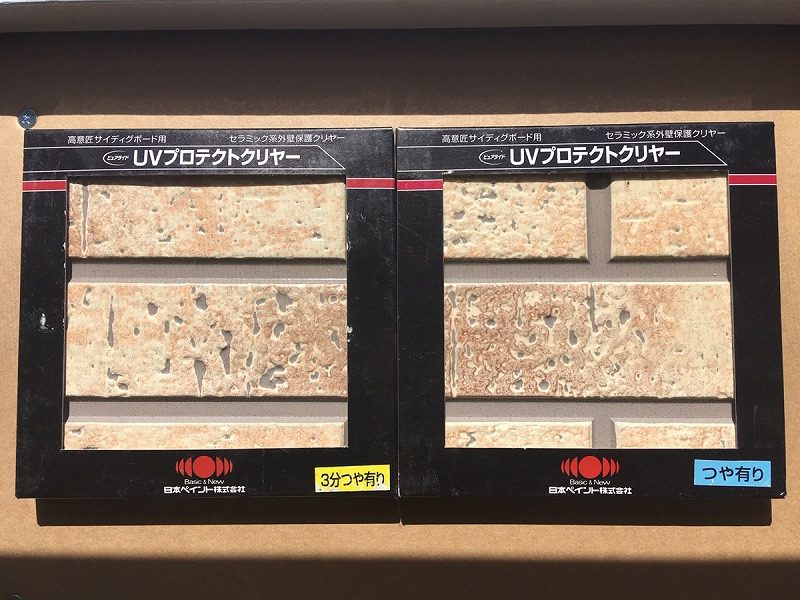 高意匠サイディグボード用 セラミック系外壁保護クリヤー
ピュアライド UVプロテクトクリヤー
Basic & New
日本ペイント株式会社
3分つや有り
高意匠サイディグボード用 セラミック系外壁保護クリヤー
ピュアライド UVプロテクトクリヤー
Basic & New
日本ペイント株式会社
つや有り